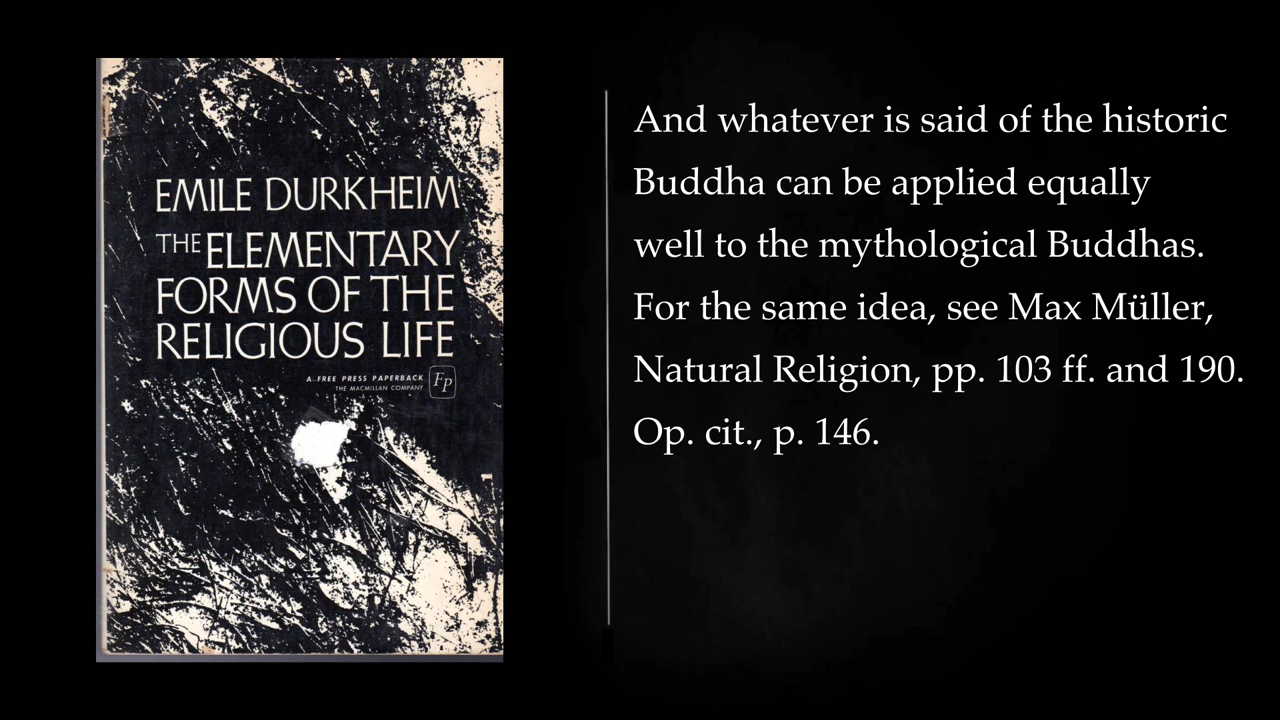 EMILE DURKHEIM
THE ELEMENTARY
FORMS OF THE
RELIGIOUS LIFE
A FREE PRESS PAPERBACK
THE MACMILLAN COMPANY
Fp
And whatever is said of the historic
Buddha can be applied equally
well to the mythological Buddhas.
For the same idea, see Max Müller,
Natural Religion, pp. 103 ff. and 190.
Op. cit., p. 146.